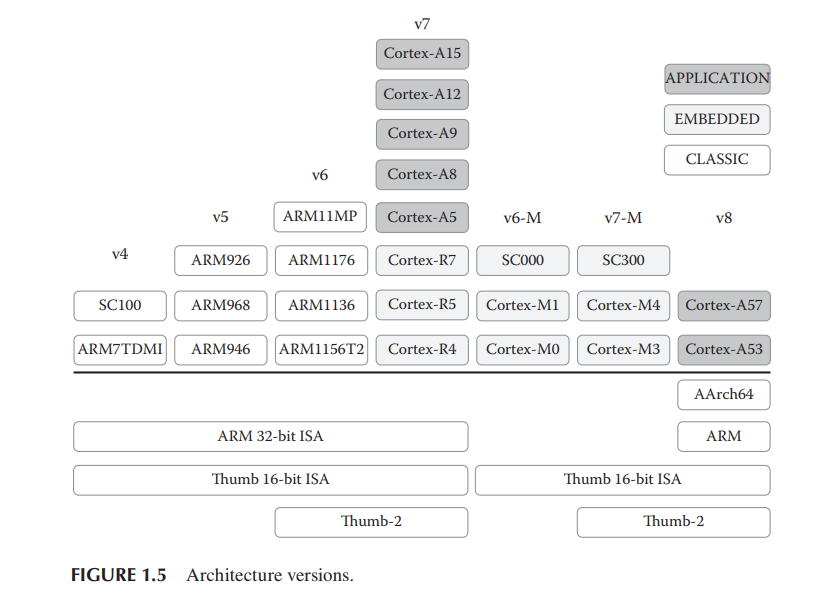 v7
Cortex-A15
APPLICATION
Cortex-A12
EMBEDDED
Cortex-A9
CLASSIC
v6
Cortex-A8
v5
ARM11MP
Cortex-A5
v6-M
v7-M
v8
v4
ARM926
ARM1176
Cortex-R7
SC000
SC300
SC100
ARM968
ARM1136
Cortex-R5
Cortex-M1
Cortex-M4
Cortex-A57
ARM7TDMI
ARM946
ARM1156T2
Cortex-R4
Cortex-M0
Cortex-M3
Cortex-A53
AArch64
ARM 32-bit ISA
ARM
Thumb 16-bit ISA
Thumb 16-bit ISA
Thumb-2
Thumb-2
FIGURE 1.5 Architecture versions.